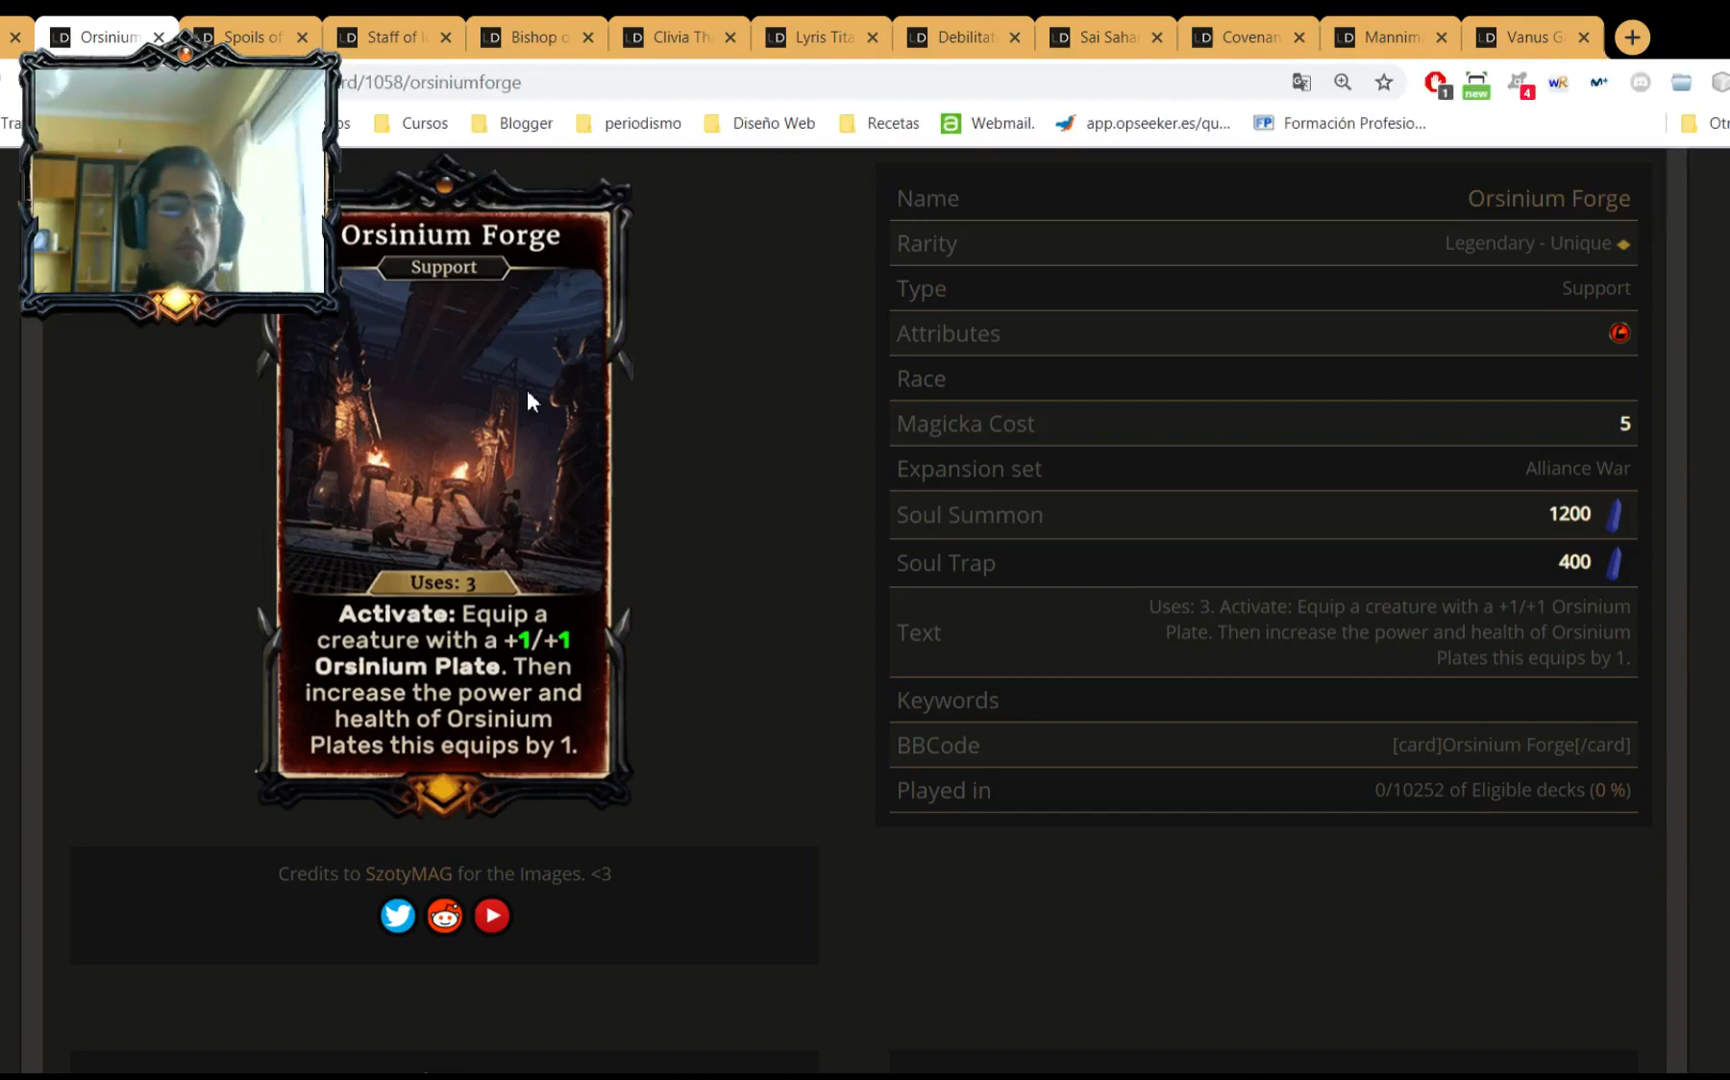 Orsinium
Spoils of
Staff of
Bishop o
Clivia Th
Lyris Tita
Debilitat
Sai Saha
Covenan
Mannim
Vanus G
rd/1058/orsiniumforge
1
new
4
Cursos
Blogger
periodismo
Diseño Web
Recetas
Webmail.
app.opseeker.es/qu...
Formación Profesio...
Orsinium Forge
Support
Uses: 3
Activate: Equip a
creature with a +1/+1
Orsinium Plate. Then
increase the power and
health of Orsinium
Plates this equips by 1.
Name Orsinium Forge
Rarity Legendary - Unique
Type Support
Attributes
Race
Magicka Cost 5
Expansion set Alliance War
Soul Summon 1200
Soul Trap 400
Text Uses: 3. Activate: Equip a creature with a +1/+1 Orsinium
Plate. Then increase the power and health of Orsinium
Plates this equips by 1.
Keywords
BBCode [card]Orsinium Forge[/card]
Played in 0/10252 of Eligible decks (0 %)
Credits to SzotyMAG for the Images. <3